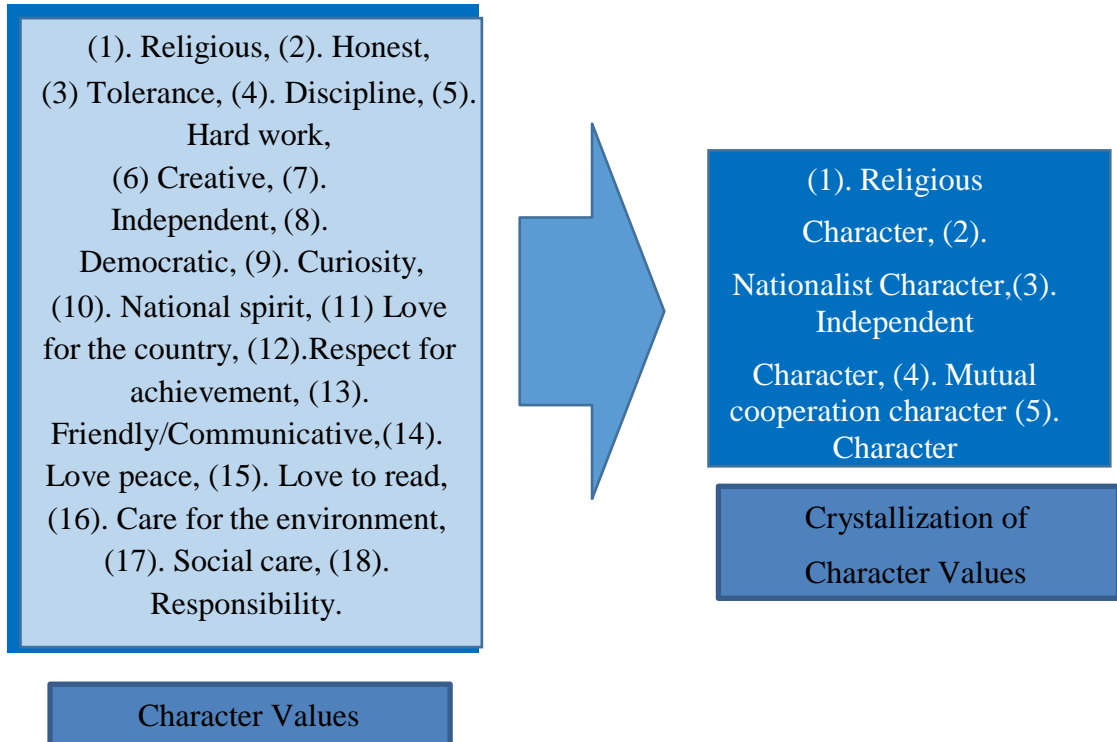 (1). Religious, (2). Honest,
(3) Tolerance, (4). Discipline, (5).
Hard work,
(6) Creative, (7).
Independent, (8).
Democratic, (9). Curiosity,
(10). National spirit, (11) Love
for the country, (12).Respect for
achievement, (13).
Friendly/Communicative,(14).
Love peace, (15). Love to read,
(16). Care for the environment,
(17). Social care, (18).
Responsibility.
Character Values
(1). Religious
Character, (2).
Nationalist Character,(3).
Independent
Character, (4). Mutual
cooperation character (5).
Character
Crystallization of
Character Values